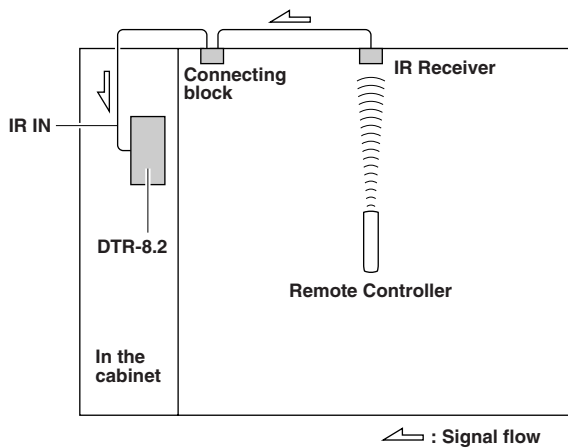 Connecting
block
IR Receiver
IR IN
DTR-8.2
Remote Controller
In the
cabinet
: Signal flow